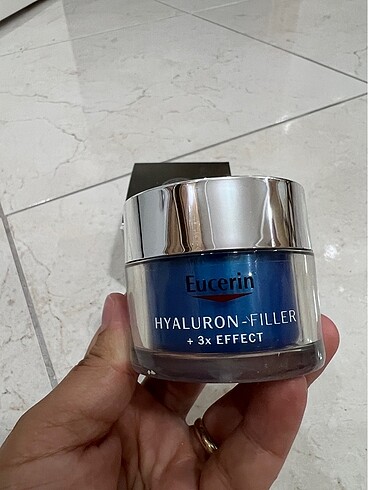 Eucerin
HYALURON-FILLER
+ 3x EFFECT